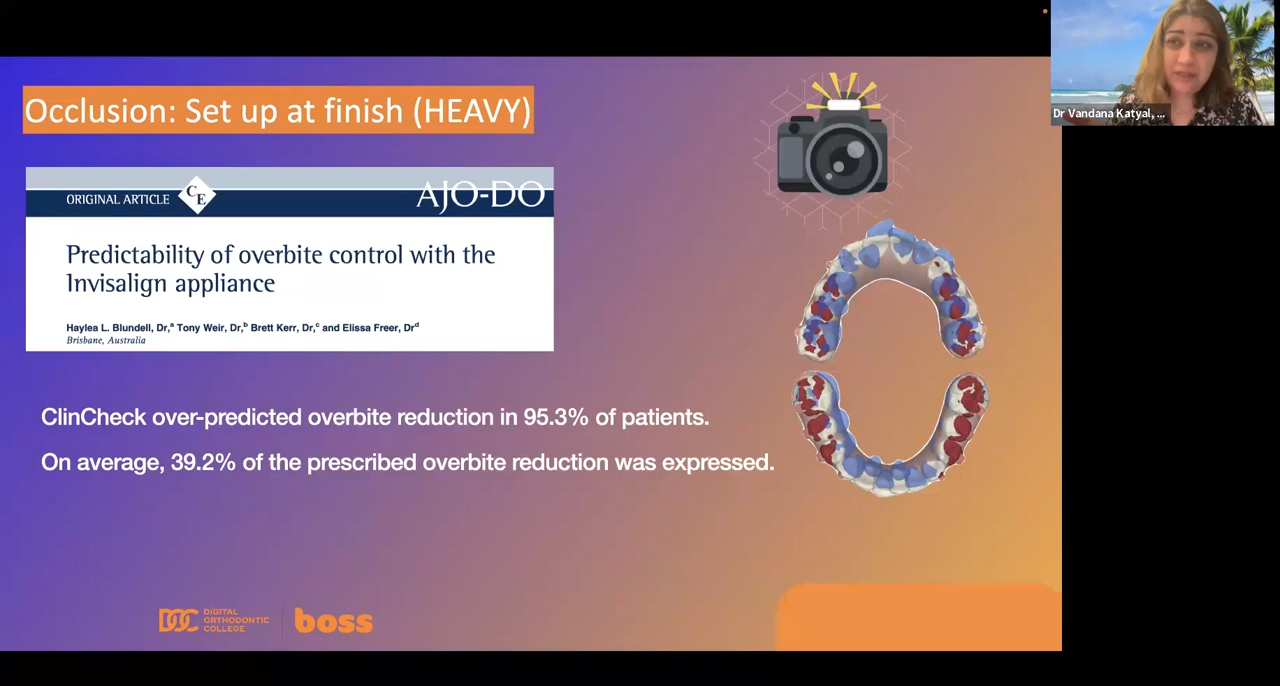 Occlusion: Set up at finish (HEAVY)
ORIGINAL ARTICLE CE AJO-DO
Predictability of overbite control with the
Invisalign appliance
Haylea L. Blundell, Dr,a Tony Weir, Dr,b Brett Kerr, Dr,c and Elissa Freer, Drd
Brisbane, Australia
ClinCheck over-predicted overbite reduction in 95.3% of patients.
On average, 39.2% of the prescribed overbite reduction was expressed.
DOC DIGITAL
ORTHODONTIC
COLLEGE
boss
Dr Vandana Katyal, ...